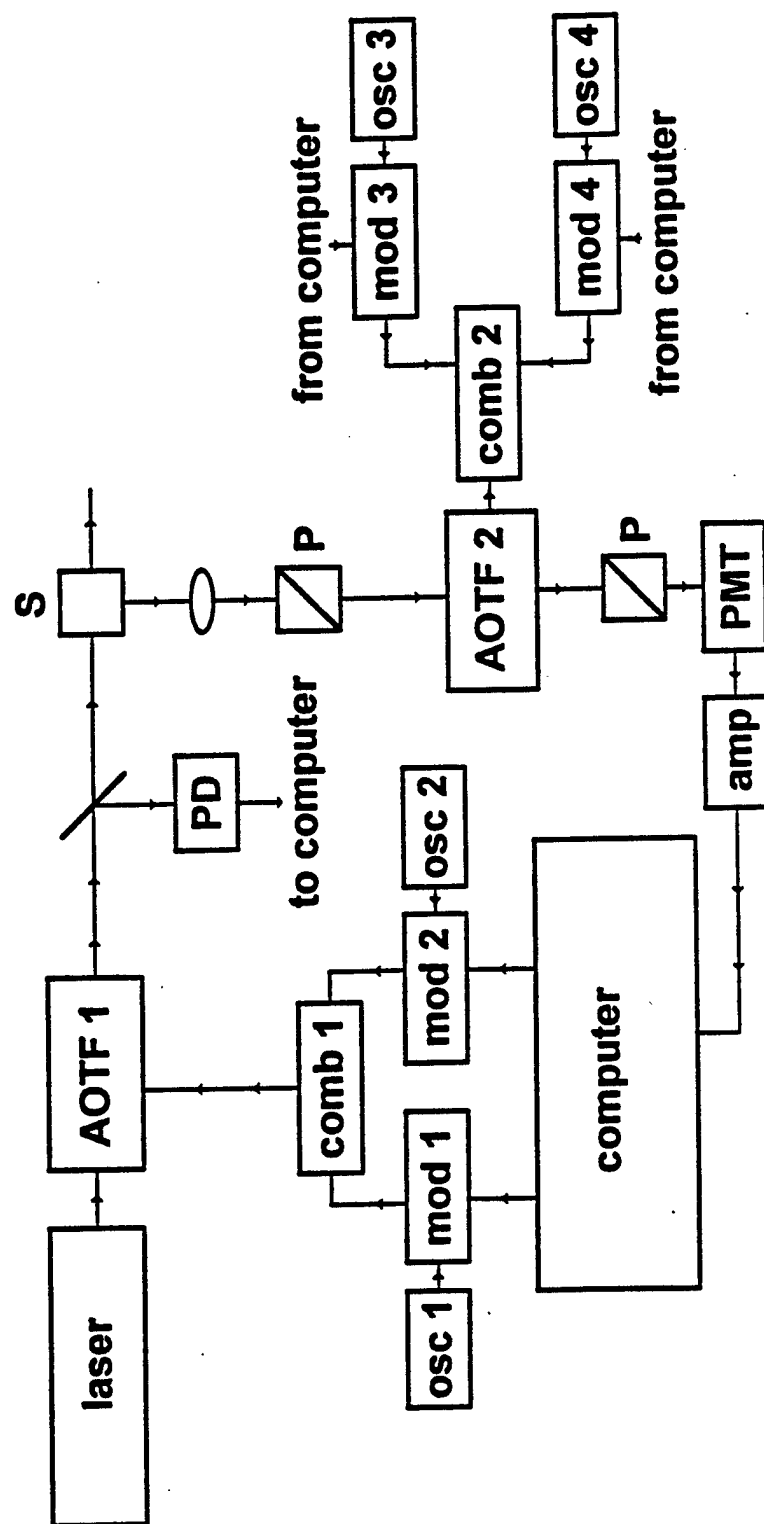 laser
AOTF 1
S
PD
to computer
P
AOTF 2
comb 2
from computer
mod 3
osc 3
mod 4
osc 4
from computer
P
PMT
amp
comb 1
osc 1
mod 1
mod 2
osc 2
computer